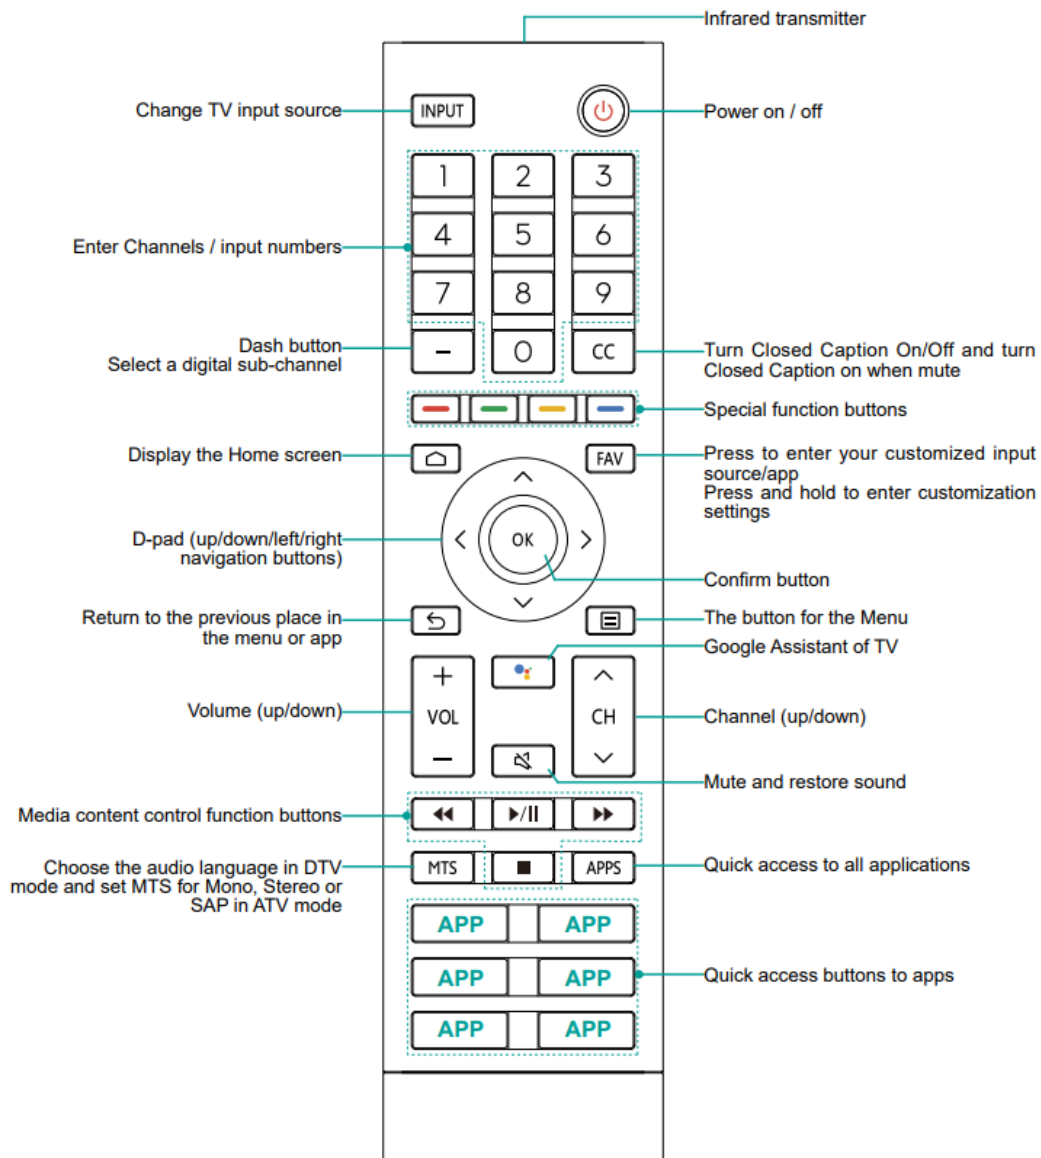 Infrared transmitter
Change TV input source
INPUT
Power on / off
1 2 3
4 5 6
Enter Channels / input numbers
7 8 9
Dash button
Select a digital sub-channel
- 0 CC
Turn Closed Caption On/Off and turn
Closed Caption on when mute
Special function buttons
Display the Home screen
FAV
Press to enter your customized input
source/app
Press and hold to enter customization
settings
D-pad (up/down/left/right
navigation buttons)
OK
Confirm button
Return to the previous place in
the menu or app
The button for the Menu
Google Assistant of TV
Volume (up/down)
+
VOL
-
CH
Channel (up/down)
Mute and restore sound
Media content control function buttons
Choose the audio language in DTV
mode and set MTS for Mono, Stereo or
SAP in ATV mode
MTS
APPS
Quick access to all applications
APP APP
APP APP
Quick access buttons to apps
APP APP